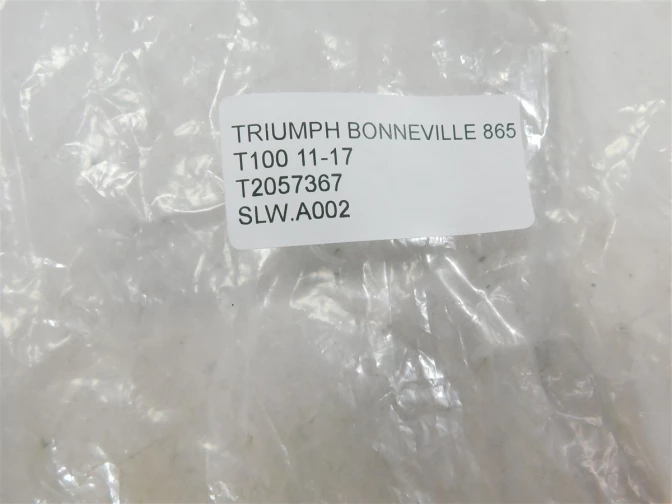 TRIUMPH BONNEVILLE 865
T100 11-17
T2057367
SLW.A002